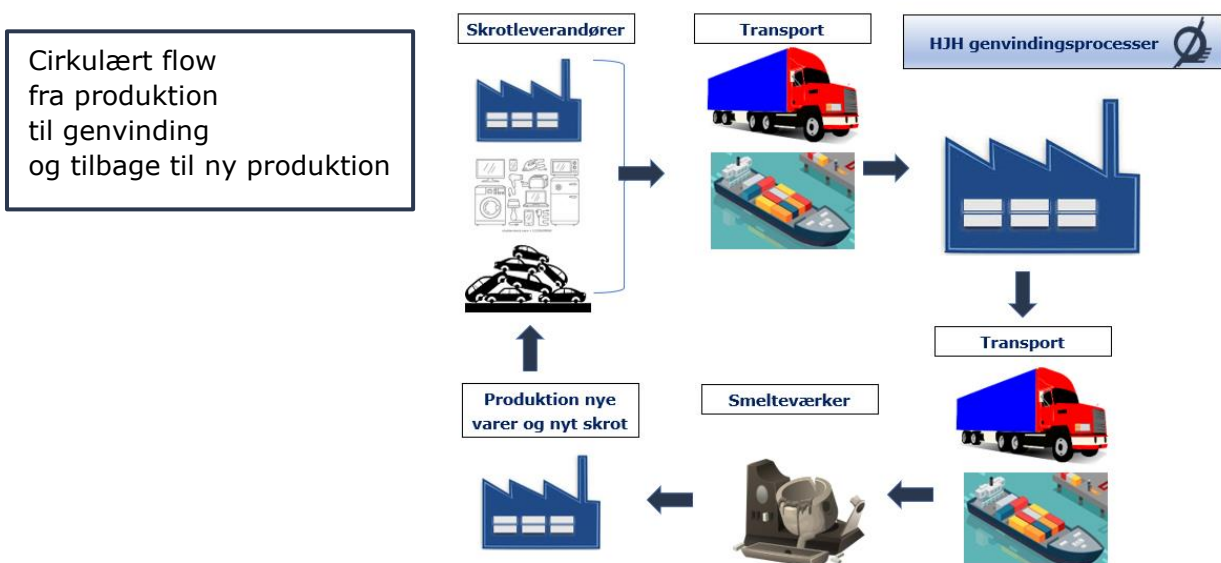 Cirkulært flow
fra produktion
til genvinding
og tilbage til ny produktion
Skrotleverandører
Transport
HJH genvindingsprocesser
Transport
Smelteværker
Produktion nye
varer og nyt skrot